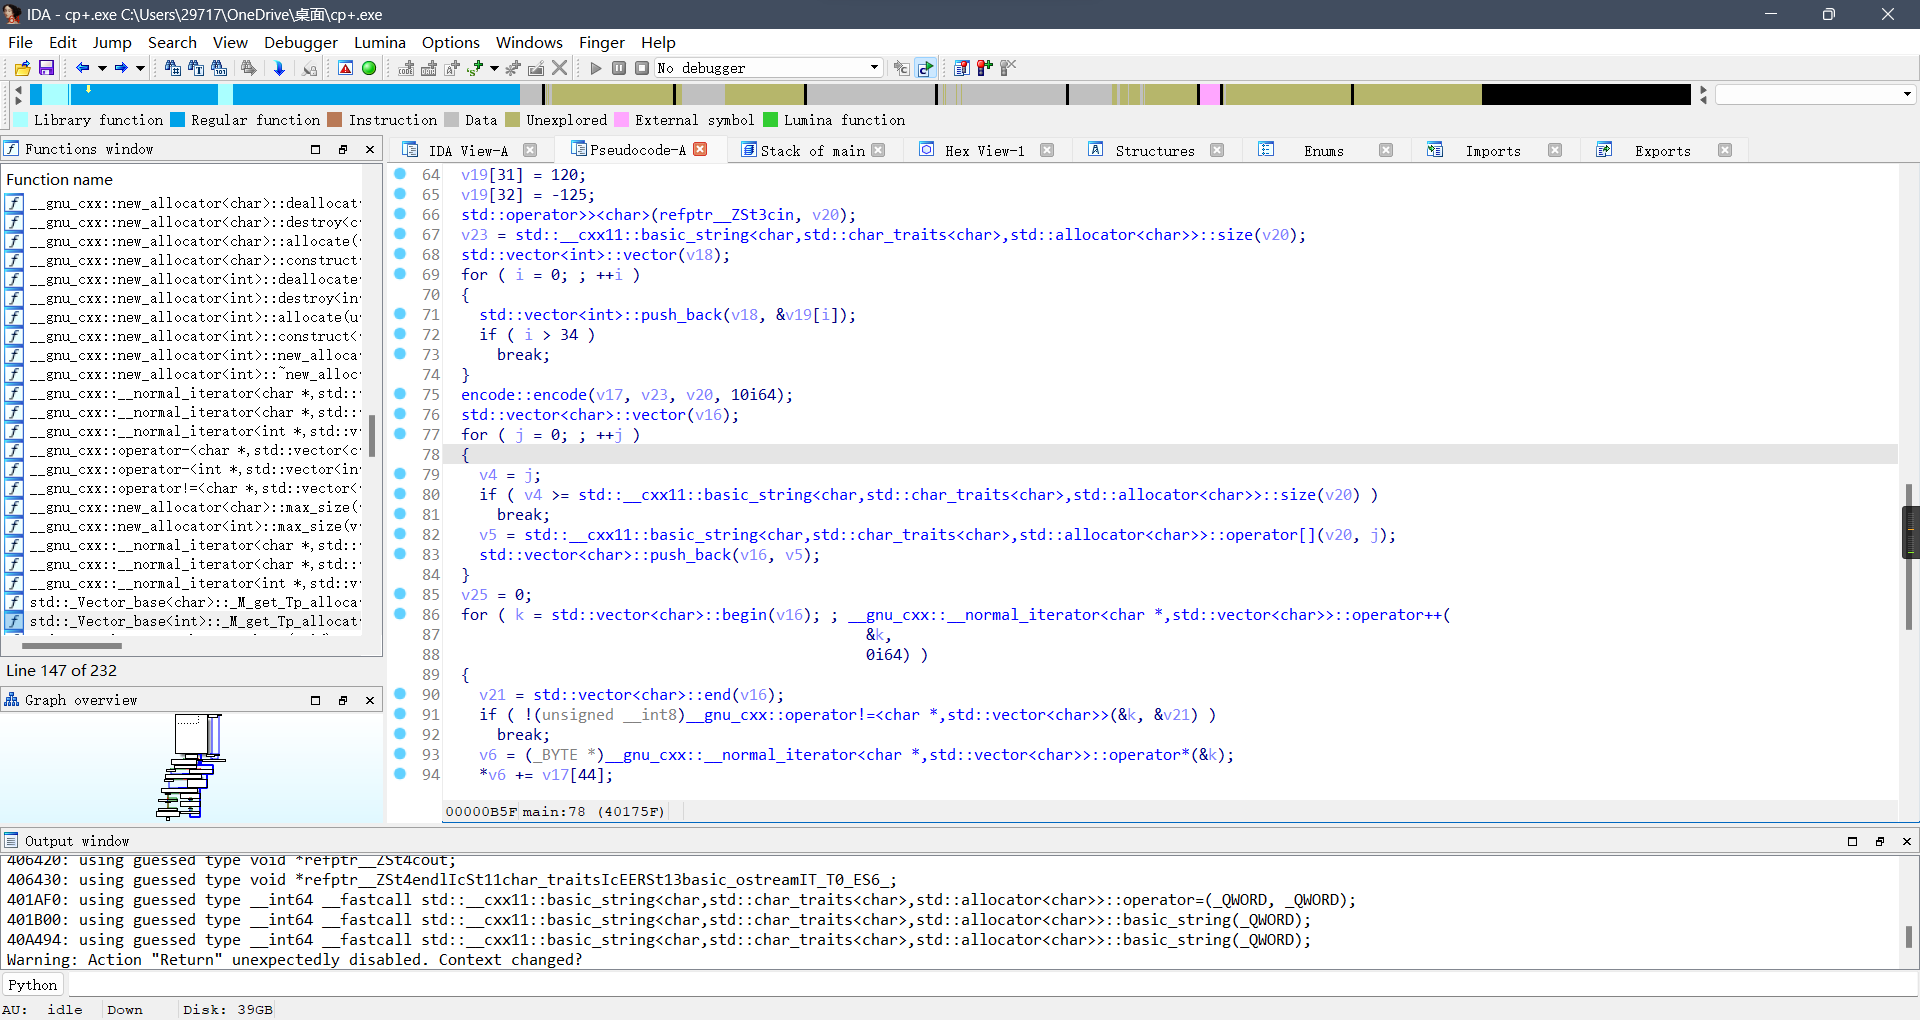 IDA - cp+.exe C:\Users\29717\OneDrive\桌面\cp+.exe
File Edit Jump Search View Debugger Lumina Options Windows Finger Help
No debugger
Library function Regular function Instruction Data Unexplored External symbol Lumina function
Functions window
Function name
__gnu_cxx::new_allocator<char>::deallocat
__gnu_cxx::new_allocator<char>::destroy<c
__gnu_cxx::new_allocator<char>::allocate(
__gnu_cxx::new_allocator<char>::construct
__gnu_cxx::new_allocator<int>::deallocate
__gnu_cxx::new_allocator<int>::destroy<in
__gnu_cxx::new_allocator<int>::allocate(u
__gnu_cxx::new_allocator<int>::construct<
__gnu_cxx::new_allocator<int>::new_alloca
__gnu_cxx::new_allocator<int>::~new_alloc
__gnu_cxx::__normal_iterator<char *,std::
__gnu_cxx::__normal_iterator<char *,std::
__gnu_cxx::__normal_iterator<int *,std::v
__gnu_cxx::operator-<char *,std::vector<c
__gnu_cxx::operator-<int *,std::vector<in
__gnu_cxx::operator!=<char *,std::vector<
__gnu_cxx::new_allocator<char>::max_size(
__gnu_cxx::new_allocator<int>::max_size(v
__gnu_cxx::__normal_iterator<char *,std::
__gnu_cxx::__normal_iterator<char *,std::
__gnu_cxx::__normal_iterator<int *,std::v
std::_Vector_base<char>::_M_get_Tp_alloca
std::_Vector_base<int>::_M_get_Tp_allocat
Line 147 of 232
Graph overview
IDA View-A Pseudocode-A Stack of main Hex View-1 Structures Enums Imports Exports
64 v19[31] = 120;
65 v19[32] = -125;
66 std::operator>><char>(refptr__ZSt3cin, v20);
67 v23 = std::__cxx11::basic_string<char,std::char_traits<char>,std::allocator<char>>::size(v20);
68 std::vector<int>::vector(v18);
69 for ( i = 0; ; ++i )
70 {
71 std::vector<int>::push_back(v18, &v19[i]);
72 if ( i > 34 )
73 break;
74 }
75 encode::encode(v17, v23, v20, 10i64);
76 std::vector<char>::vector(v16);
77 for ( j = 0; ; ++j )
78 {
79 v4 = j;
80 if ( v4 >= std::__cxx11::basic_string<char,std::char_traits<char>,std::allocator<char>>::size(v20) )
81 break;
82 v5 = std::__cxx11::basic_string<char,std::char_traits<char>,std::allocator<char>>::operator[](v20, j);
83 std::vector<char>::push_back(v16, v5);
84 }
85 v25 = 0;
86 for ( k = std::vector<char>::begin(v16); ; __gnu_cxx::__normal_iterator<char *,std::vector<char>>::operator++(
87 &k,
88 0i64) )
89 {
90 v21 = std::vector<char>::end(v16);
91 if ( !(unsigned __int8)__gnu_cxx::operator!=<char *,std::vector<char>>(&k, &v21) )
92 break;
93 v6 = (_BYTE *)__gnu_cxx::__normal_iterator<char *,std::vector<char>>::operator*(&k);
94 *v6 += v17[44];
00000B5F main:78 (40175F)
Output window
406420: using guessed type void *refptr__ZSt4cout;
406430: using guessed type void *refptr__ZSt4endlIcSt11char_traitsIcEERSt13basic_ostreamIT_T0_ES6_;
401AF0: using guessed type __int64 __fastcall std::__cxx11::basic_string<char,std::char_traits<char>,std::allocator<char>>::operator=(_QWORD, _QWORD);
401B00: using guessed type __int64 __fastcall std::__cxx11::basic_string<char,std::char_traits<char>,std::allocator<char>>::basic_string(_QWORD);
40A494: using guessed type __int64 __fastcall std::__cxx11::basic_string<char,std::char_traits<char>,std::allocator<char>>::basic_string(_QWORD);
Warning: Action "Return" unexpectedly disabled. Context changed?
Python
AU: idle Down Disk: 39GB